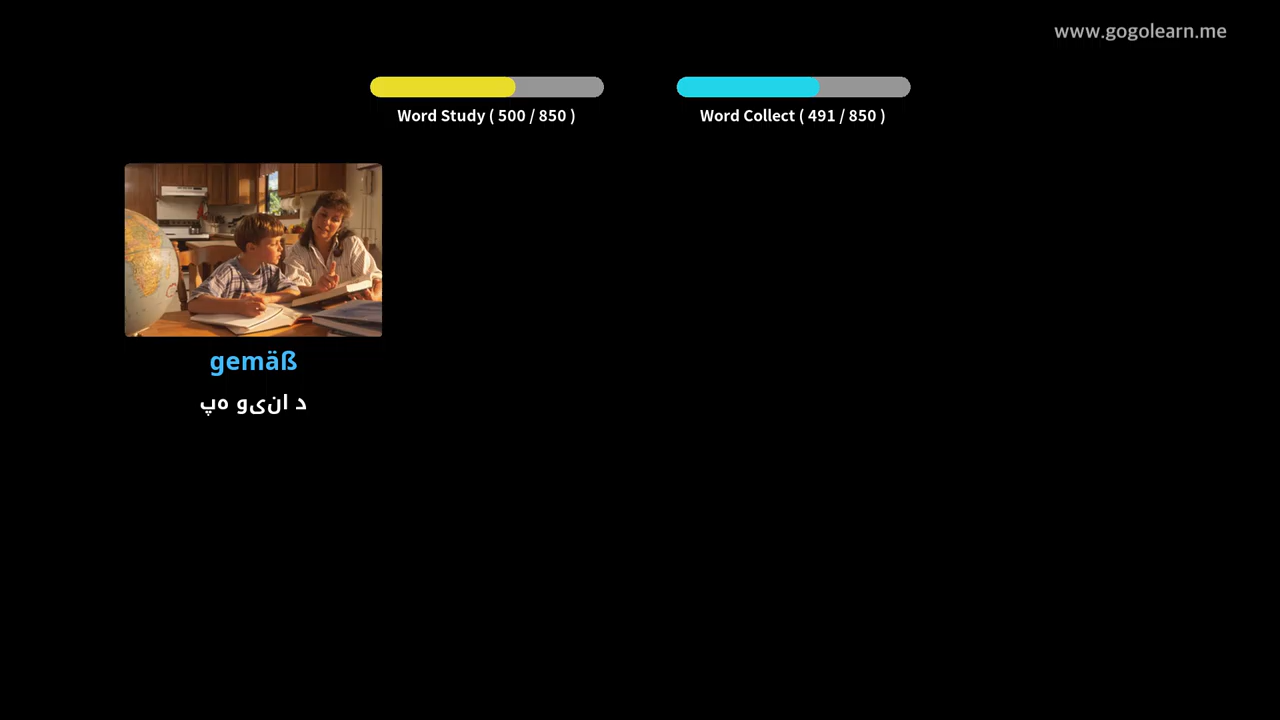 www.gogolearn.me
Word Study ( 500 / 850 )
Word Collect ( 491 / 850 )
gemäß
د انیو هپ